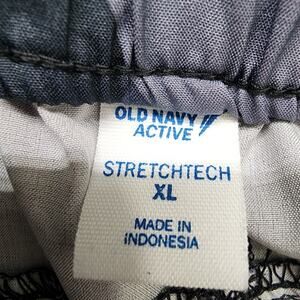 OLD NAVY
ACTIVE
STRETCHTECH
XL
MADE IN
INDONESIA